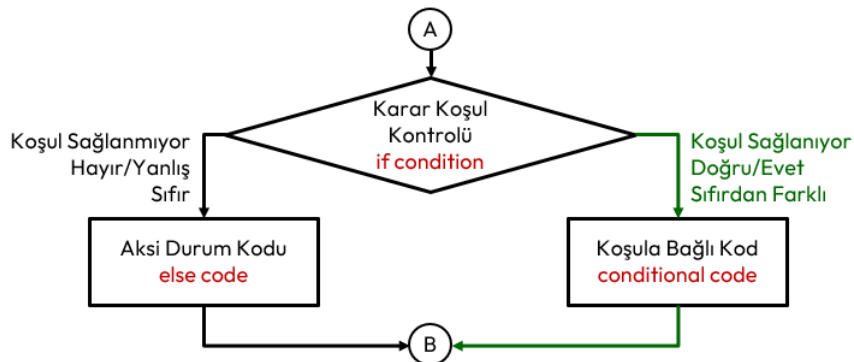 A
Karar Koşul
Kontrolü
if condition
Koşul Sağlanmıyor
Hayır/Yanlış
Sıfır
Koşul Sağlanıyor
Doğru/Evet
Sıfırdan Farklı
Aksi Durum Kodu
else code
Koşula Bağlı Kod
conditional code
B